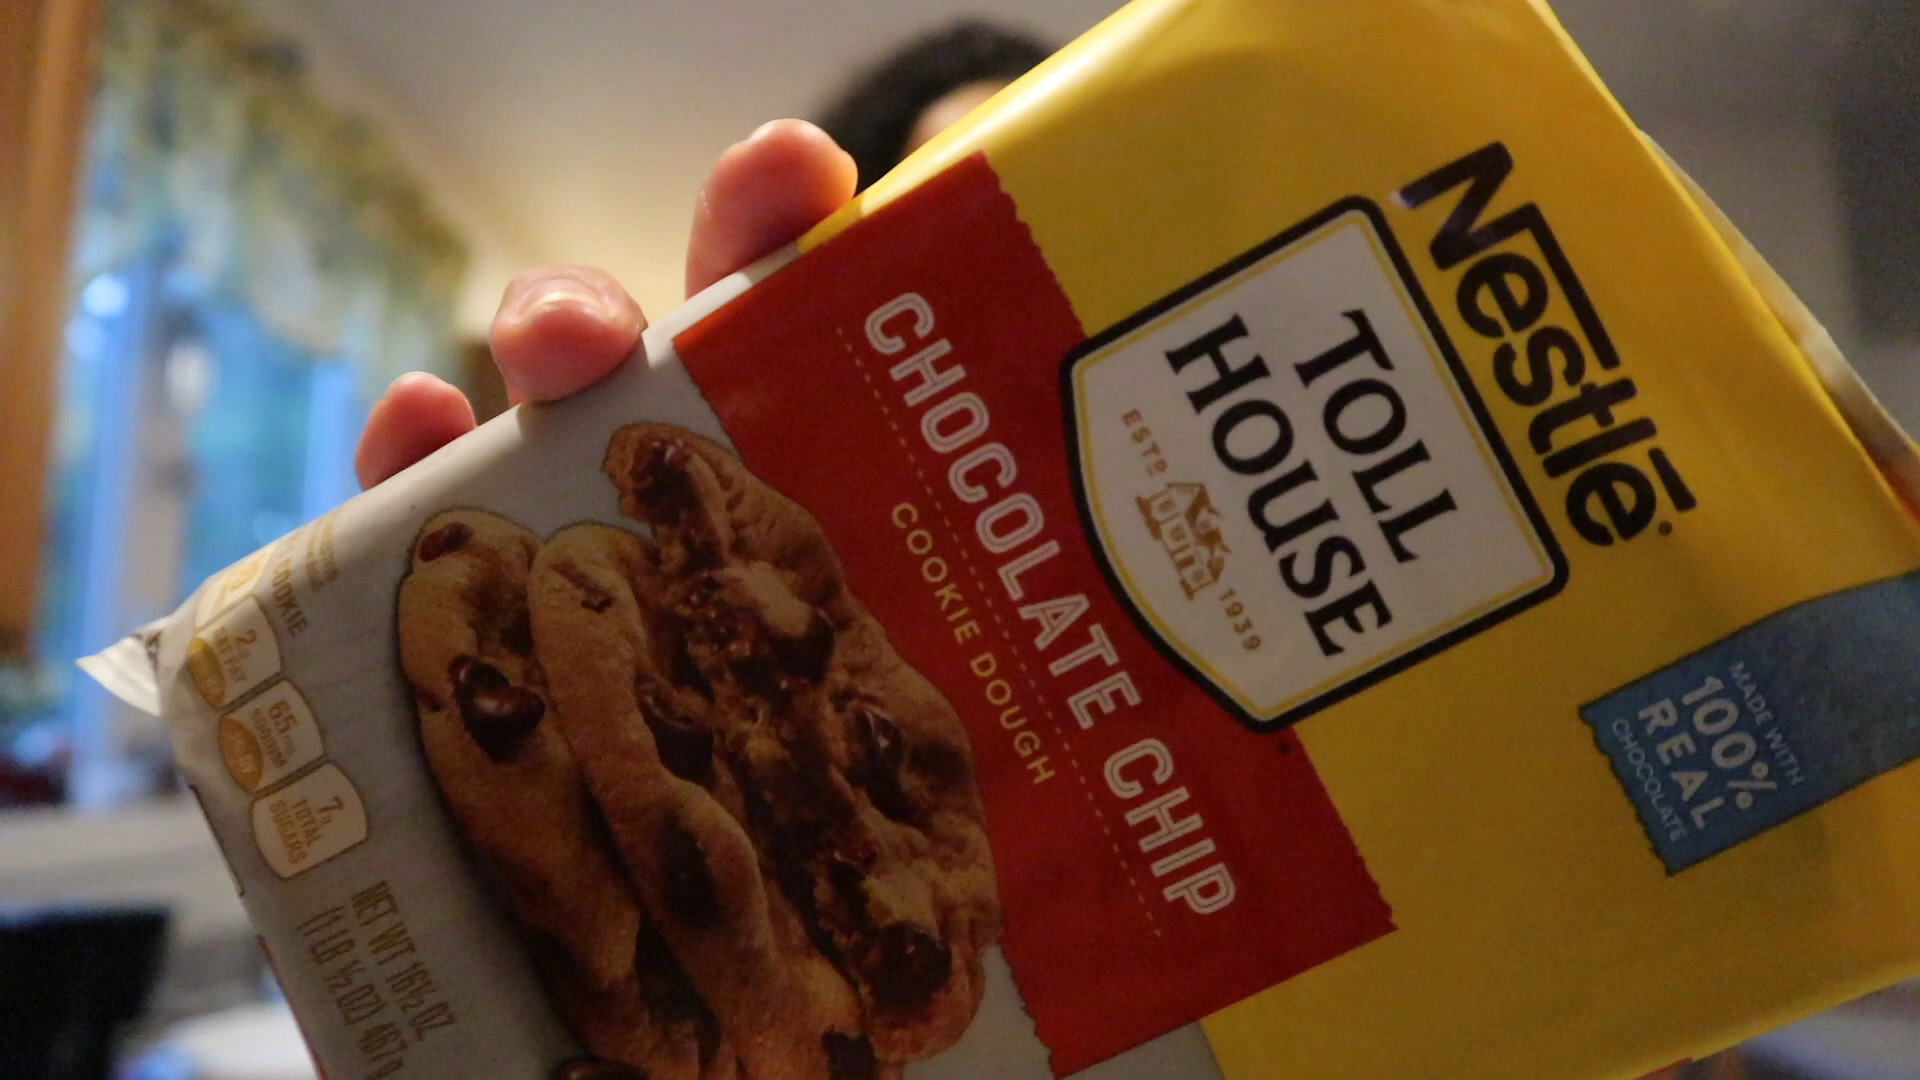 Nestlé
TOLL
HOUSE
ESTD 1939
MADE WITH
100%
REAL
CHOCOLATE
CHOCOLATE CHIP
COOKIE DOUGH
COOKIE
2g
SAT FAT
65mg
SODIUM
7g
TOTAL
SUGARS
NET WT 16½ OZ
(1 LB ½ OZ) 467g